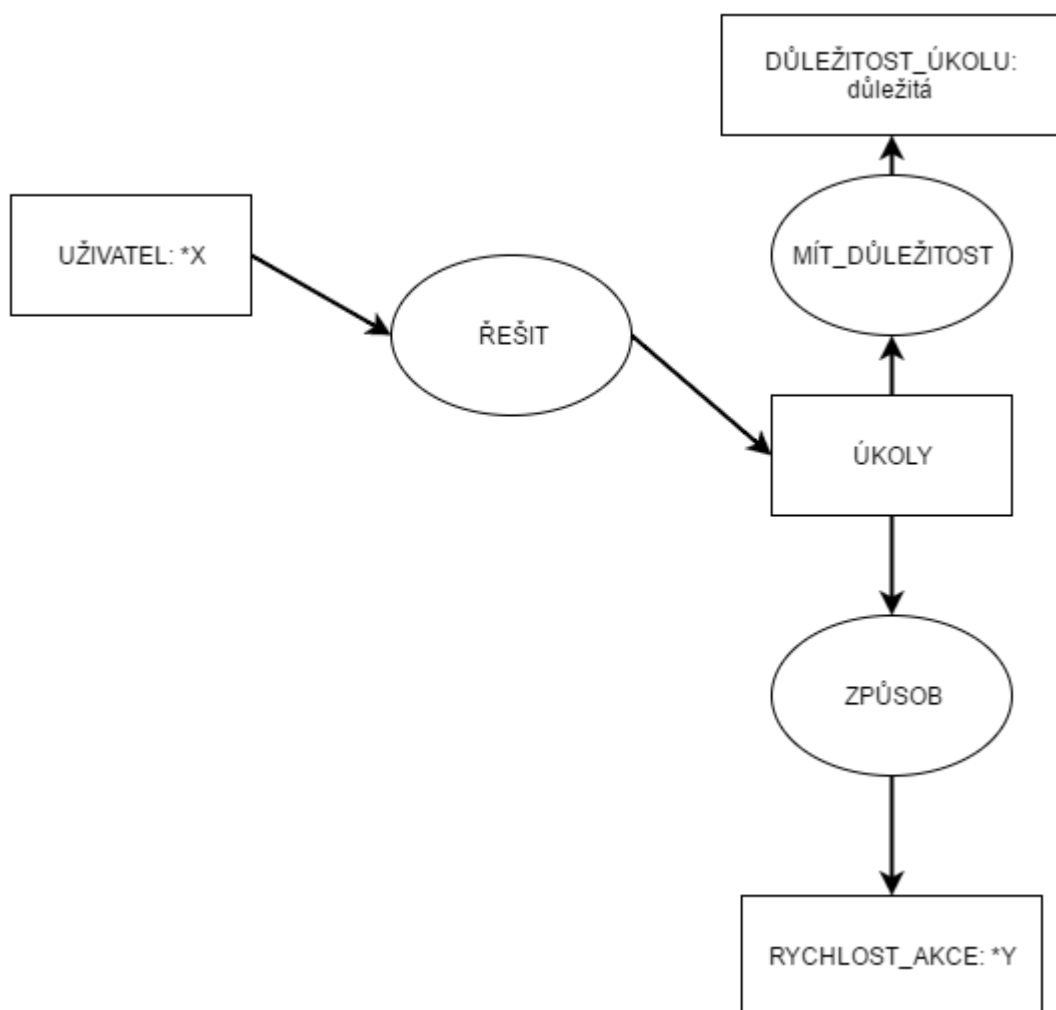 DŮLEŽITOST_ÚKOLU:
důležitá
UŽIVATEL: *X
MÍT_DŮLEŽITOST
ŘEŠIT
ÚKOLY
ZPŮSOB
RYCHLOST_AKCE: *Y